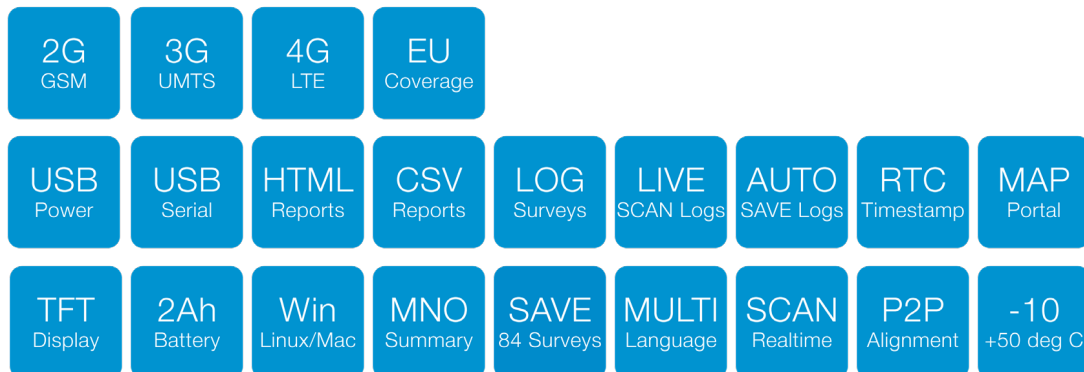 2G
GSM
3G
UMTS
4G
LTE
EU
Coverage
USB
Power
USB
Serial
HTML
Reports
CSV
Reports
LOG
Surveys
LIVE
SCAN Logs
AUTO
SAVE Logs
RTC
Timestamp
MAP
Portal
TFT
Display
2Ah
Battery
Win
Linux/Mac
MNO
Summary
SAVE
84 Surveys
MULTI
Language
SCAN
Realtime
P2P
Alignment
-10
+50 deg C